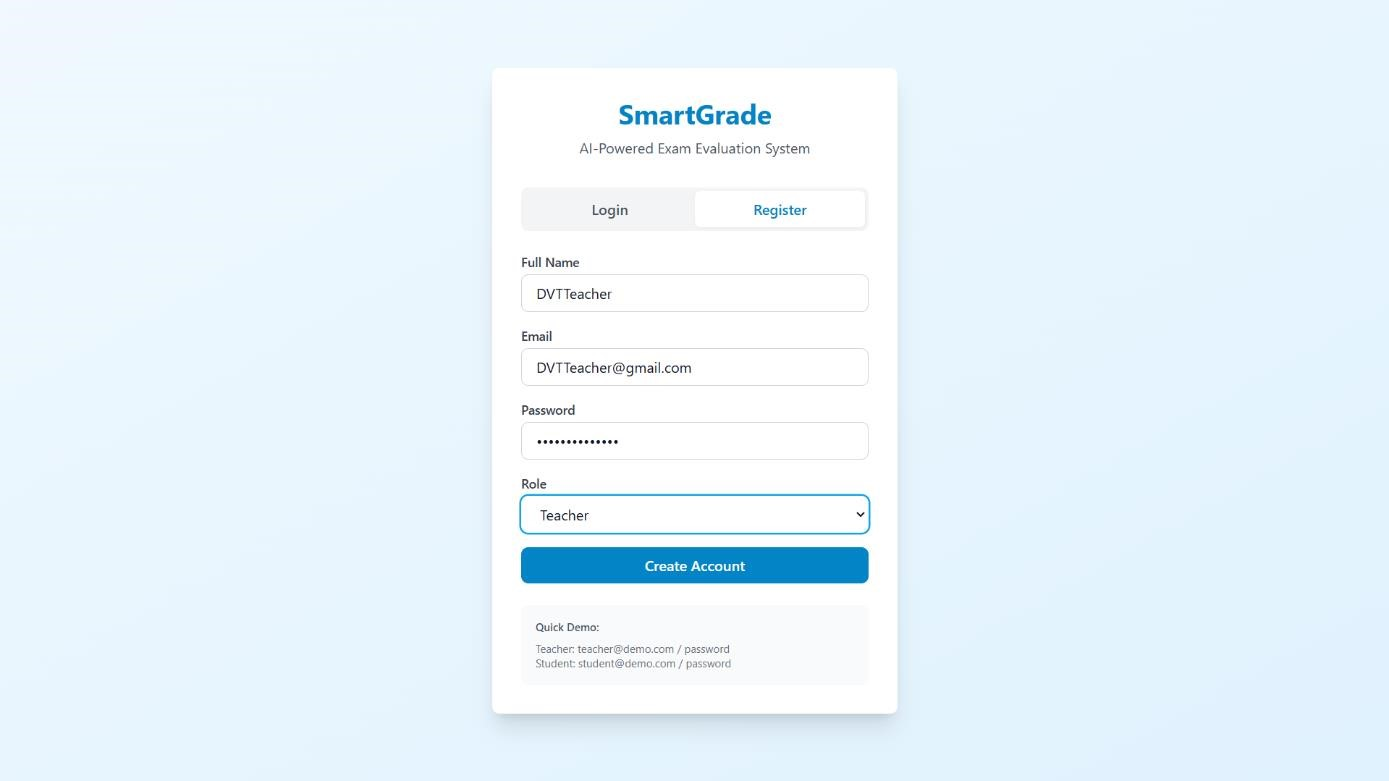 SmartGrade
AI-Powered Exam Evaluation System
Login
Register
Full Name
DVTTeacher
Email
DVTTeacher@gmail.com
Password
••••••••••••••
Role
Teacher
Create Account
Quick Demo:
Teacher: teacher@demo.com / password
Student: student@demo.com / password